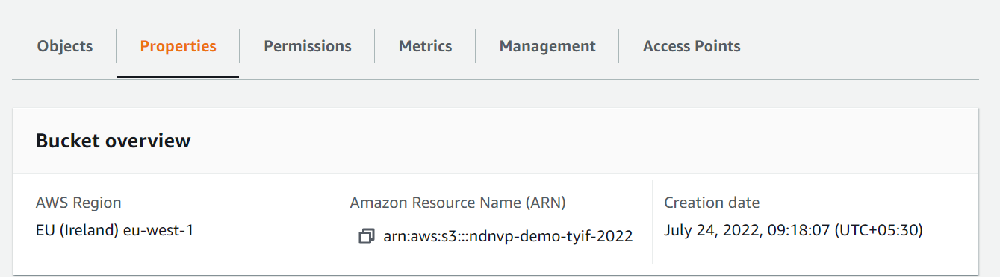 Objects Properties Permissions Metrics Management Access Points
Bucket overview
AWS Region
EU (Ireland) eu-west-1
Amazon Resource Name (ARN)
arn:aws:s3:::ndnvp-demo-tyif-2022
Creation date
July 24, 2022, 09:18:07 (UTC+05:30)